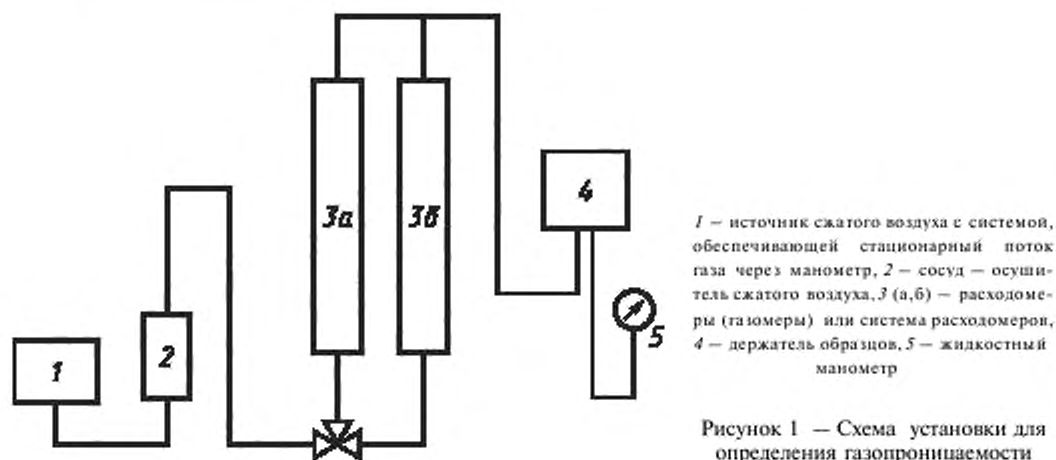 3а
3б
4
5
2
1
1 — источник сжатого воздуха с системой,
обеспечивающей стационарный поток
газа через манометр, 2 — сосуд — осуши-
тель сжатого воздуха, 3 (а,б) — расходоме-
ры (газомеры) или система расходомеров,
4 — держатель образцов, 5 — жидкостный
манометр
Рисунок 1 — Схема установки для
определения газопроницаемости